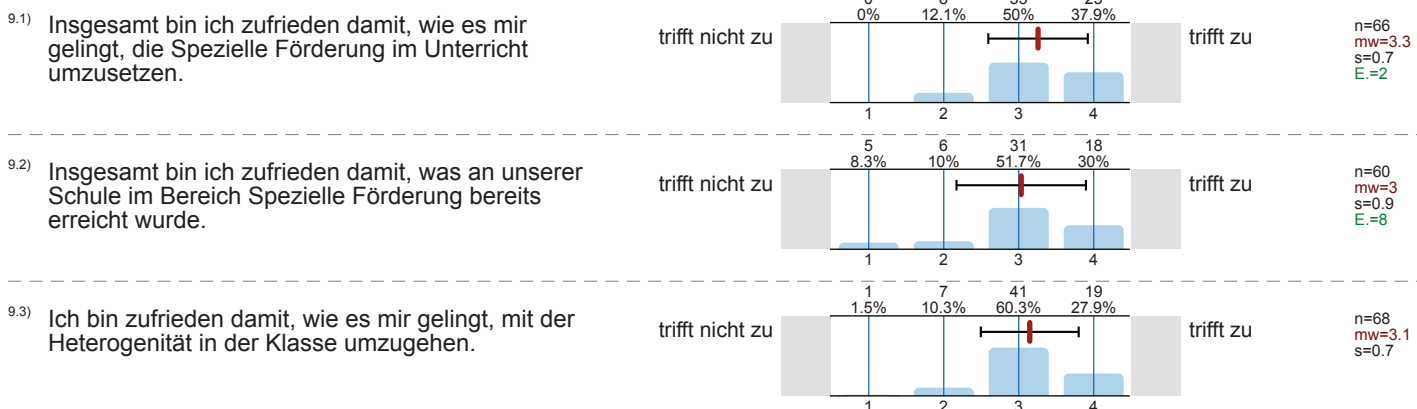 0% 12.1% 50% 37.9%
9.1) Insgesamt bin ich zufrieden damit, wie es mir
gelingt, die Spezielle Förderung im Unterricht
umzusetzen.
trifft nicht zu
trifft zu
n=66
mw=3.3
s=0.7
E.=2
1 2 3 4
5 6 31 18
8.3% 10% 51.7% 30%
9.2) Insgesamt bin ich zufrieden damit, was an unserer
Schule im Bereich Spezielle Förderung bereits
erreicht wurde.
trifft nicht zu
trifft zu
n=60
mw=3
s=0.9
E.=8
1 2 3 4
1 7 41 19
1.5% 10.3% 60.3% 27.9%
9.3) Ich bin zufrieden damit, wie es mir gelingt, mit der
Heterogenität in der Klasse umzugehen.
trifft nicht zu
trifft zu
n=68
mw=3.1
s=0.7
1 2 3 4